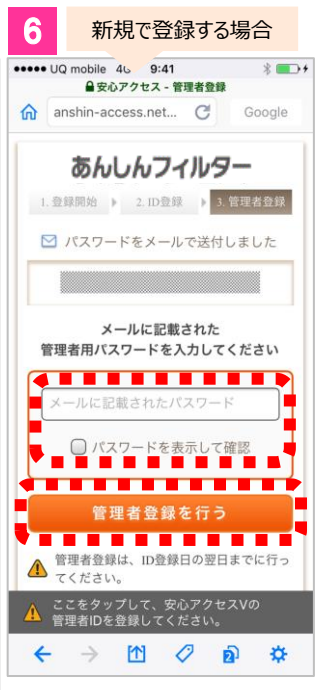 6
新規で登録する場合
UQ mobile 4G 9:41
安心アクセス - 管理者登録
anshin-access.net...
Google
あんしんフィルター
1. 登録開始 2. ID登録 3. 管理者登録
パスワードをメールで送付しました
メールに記載された
管理者用パスワードを入力してください
メールに記載されたパスワード
パスワードを表示して確認
管理者登録を行う
管理者登録は、ID登録日の翌日までに行っ
てください。
ここをタップして、安心アクセスVの
管理者IDを登録してください。
2